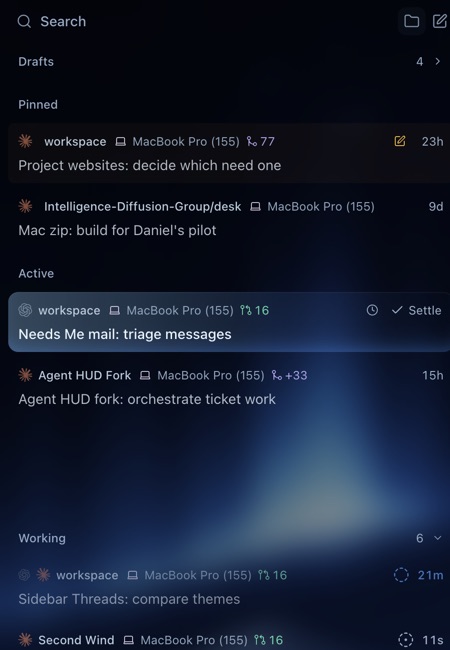 Search
Drafts 4
Pinned
workspace MacBook Pro (155) 77 23h
Project websites: decide which need one
Intelligence-Diffusion-Group/desk MacBook Pro (155) 9d
Mac zip: build for Daniel's pilot
Active
workspace MacBook Pro (155) 16 Settle
Needs Me mail: triage messages
Agent HUD Fork MacBook Pro (155) +33 15h
Agent HUD fork: orchestrate ticket work
Working 6
workspace MacBook Pro (155) 16 21m
Sidebar Threads: compare themes
Second Wind MacBook Pro (155) 16 11s